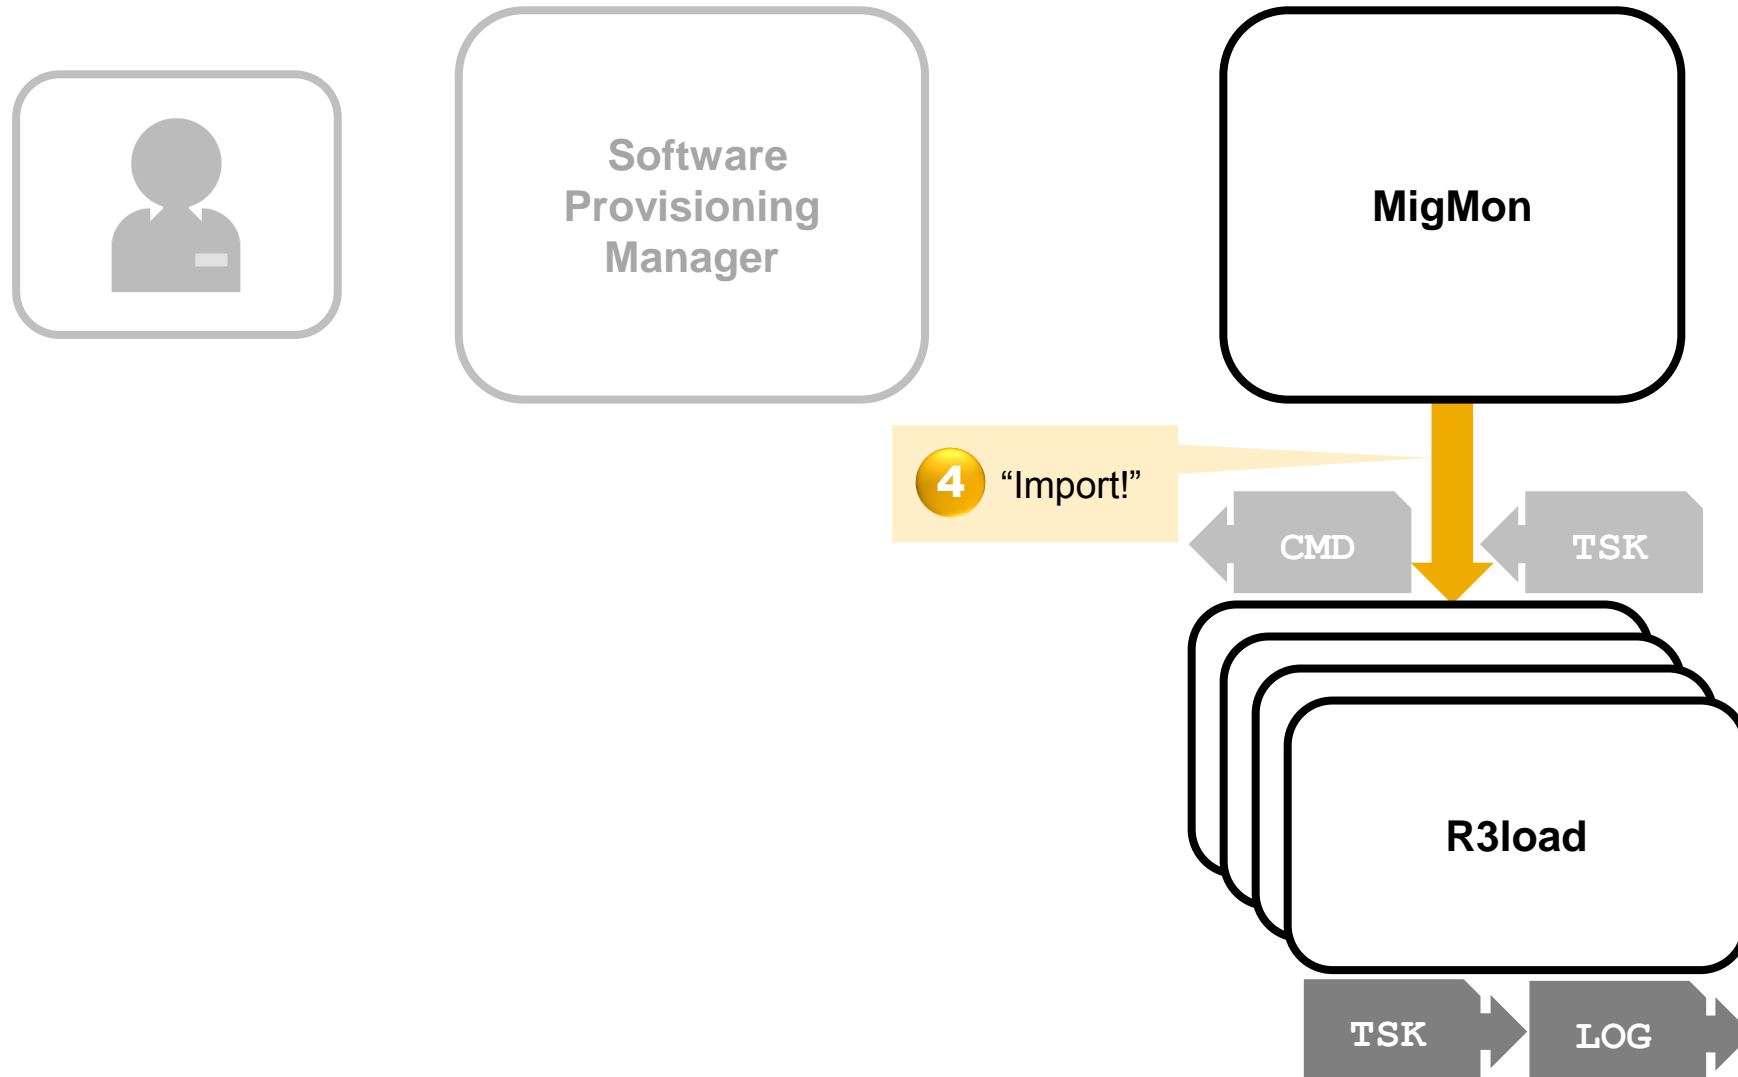 Software
Provisioning
Manager
MigMon
4 “Import!”
CMD
TSK
R3load
TSK
LOG